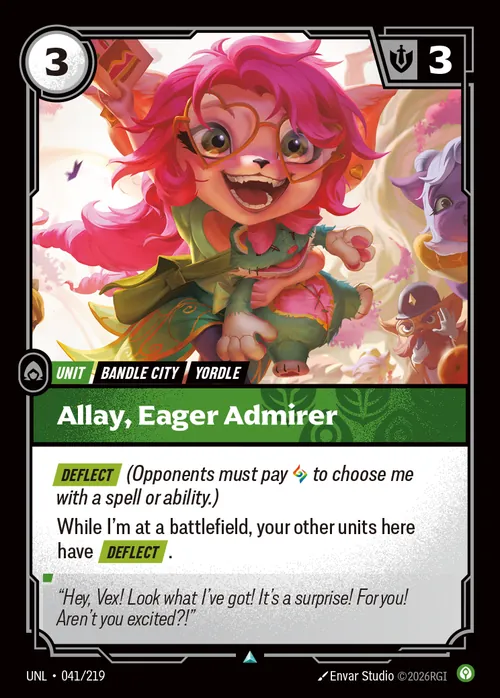 3
3
UNIT BANDLE CITY YORDLE
Allay, Eager Admirer
DEFLECT (Opponents must pay to choose me
with a spell or ability.)
While I'm at a battlefield, your other units here
have DEFLECT.
“Hey, Vex! Look what I've got! It's a surprise! For you!
Aren't you excited?!”
UNL • 041/219
Envar Studio ©2026RGI